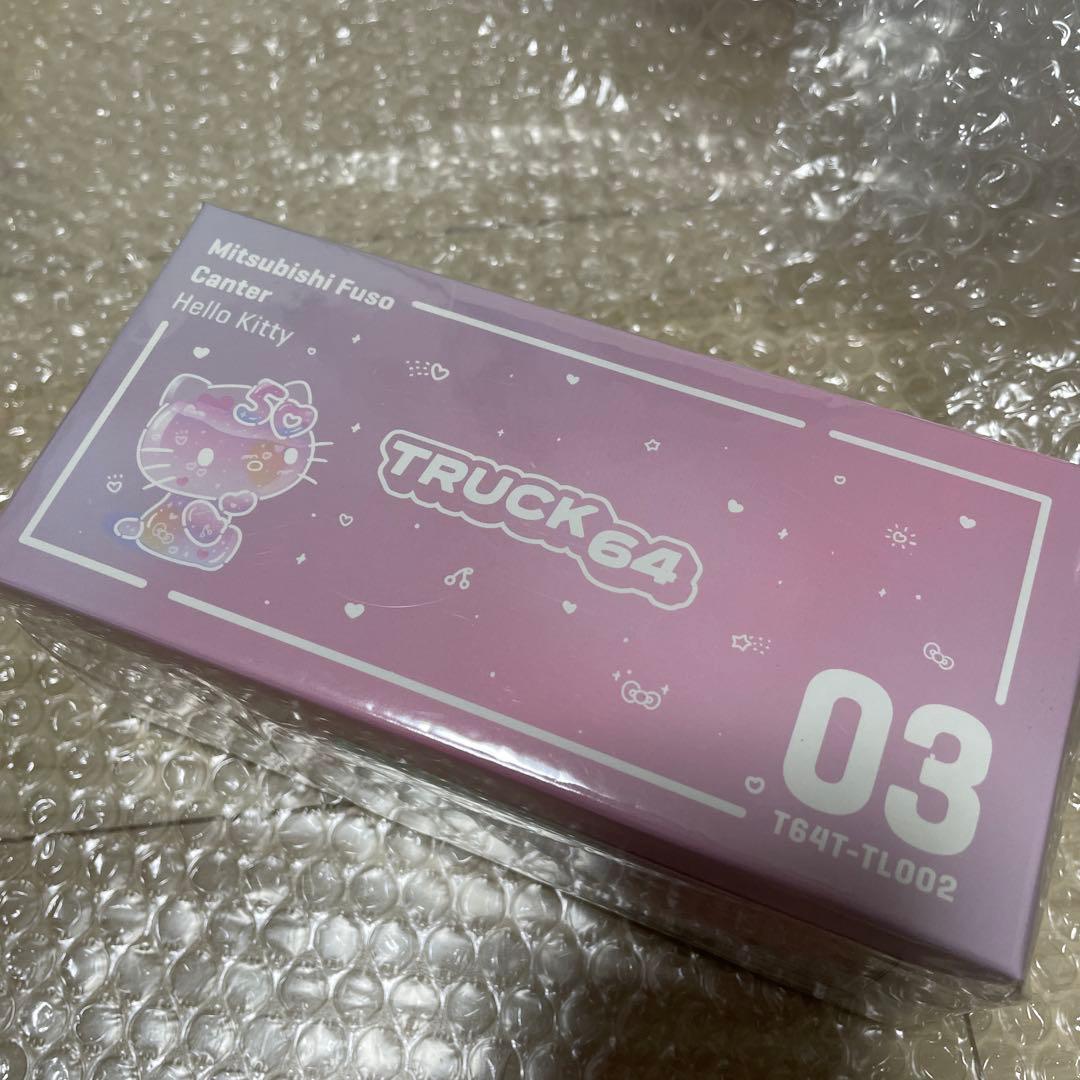 Mitsubishi Fuso
Canter
Hello Kitty
50
TRUCK64
03
T64T-TL002